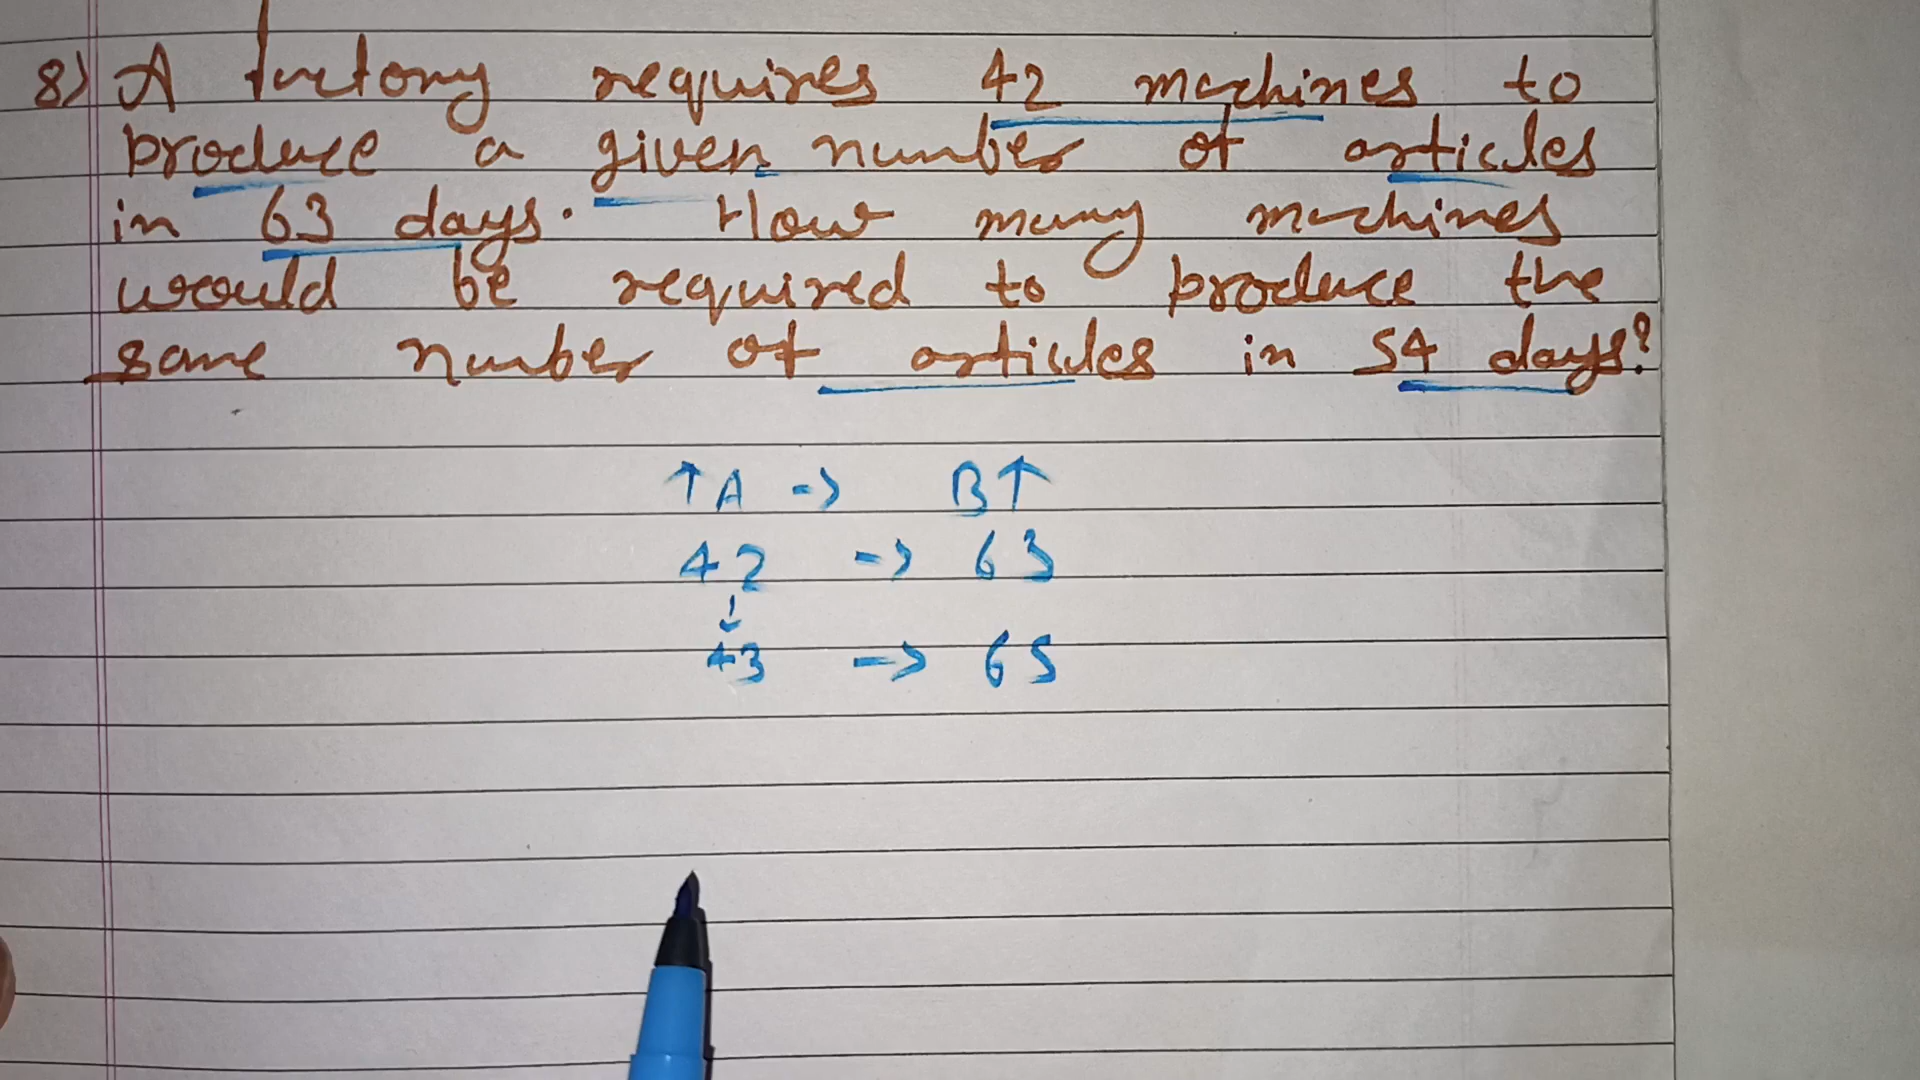 8) A factory requires 42 machines to
produce a given number of articles
in 63 days. How many machines
would be required to produce the
same number of articles in 54 days?
↑A -> B↑
42 -> 63
↓
43 -> 65